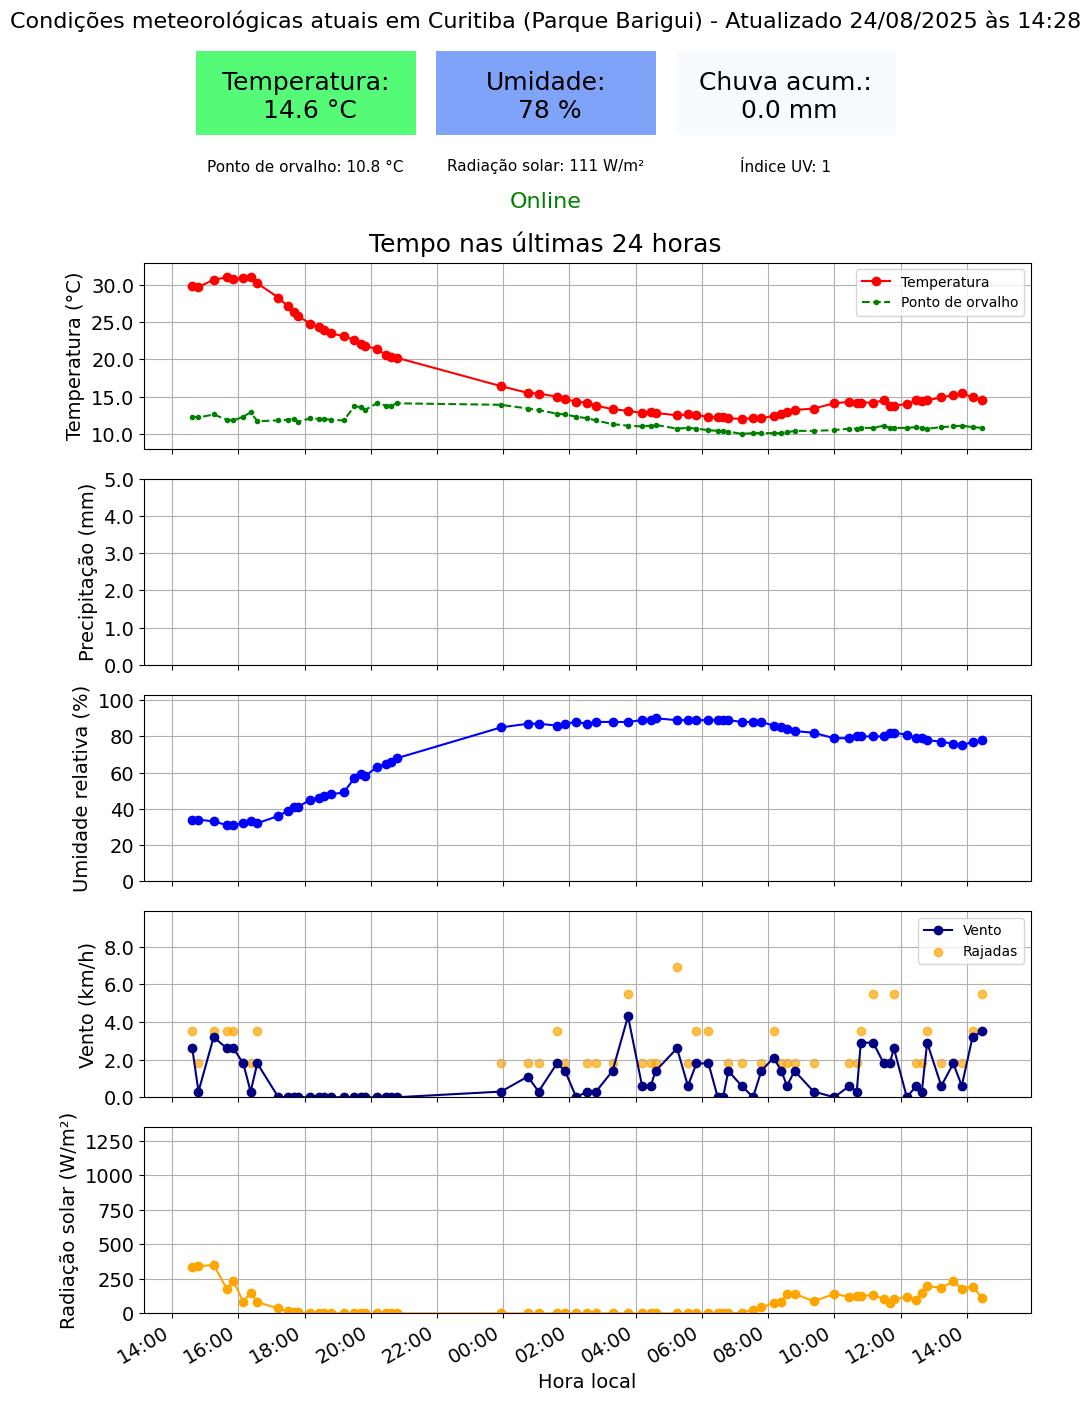 Condições meteorológicas atuais em Curitiba (Parque Barigui) - Atualizado 24/08/2025 às 14:28
Temperatura:
14.6 °C
Umidade:
78 %
Chuva acum.:
0.0 mm
Ponto de orvalho: 10.8 °C
Radiação solar: 111 W/m²
Índice UV: 1
Online
Tempo nas últimas 24 horas
Temperatura (°C)
30.0
25.0
20.0
15.0
10.0
Temperatura
Ponto de orvalho
Precipitação (mm)
5.0
4.0
3.0
2.0
1.0
0.0
Umidade relativa (%)
100
80
60
40
20
0
Vento (km/h)
8.0
6.0
4.0
2.0
0.0
Vento
Rajadas
Radiação solar (W/m²)
1250
1000
750
500
250
0
14:00
16:00
18:00
20:00
22:00
00:00
02:00
04:00
06:00
08:00
10:00
12:00
14:00
Hora local